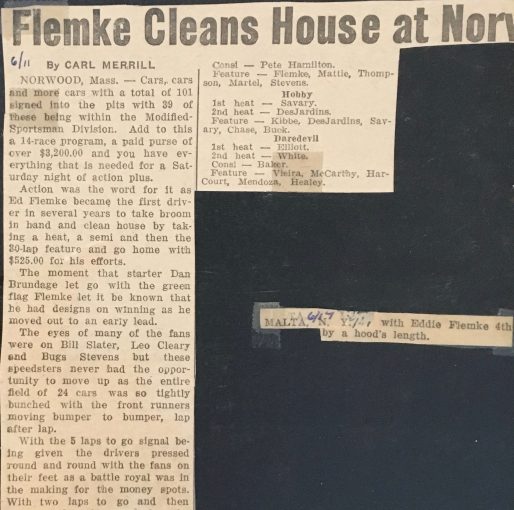 Flemke Cleans House at Norw
6/11
By CARL MERRILL
NORWOOD, Mass. — Cars, cars
and more cars with a total of 101
signed into the pits with 39 of
these being within the Modified-
Sportsman Division. Add to this
a 14-race program, a paid purse of
over $3,200.00 and you have ev-
erything that is needed for a Sat-
urday night of action plus.
Action was the word for it as
Ed Flemke became the first driv-
er in several years to take broom
in hand and clean house by tak-
ing a heat, a semi and then the
30-lap feature and go home with
$525.00 for his efforts.
The moment that starter Dan
Brundage let go with the green
flag Flemke let it be known that
he had designs on winning as he
moved out to an early lead.
The eyes of many of the fans
were on Bill Slater, Leo Cleary
and Bugs Stevens but these
speedsters never had the oppor-
tunity to move up as the entire
field of 24 cars was so tightly
bunched with the front runners
moving bumper to bumper, lap
after lap.
With the 5 laps to go signal be-
ing given the drivers pressed
round and round with the fans on
their feet as a battle royal was in
the making for the money spots.
With two laps to go and then
Consi — Pete Hamilton.
Feature — Flemke, Mattie, Thomp-
son, Martel, Stevens.
Hobby
1st heat — Savary.
2nd heat — DesJardins.
Feature — Kibbe, DesJardins, Sav-
ary, Chase, Buck.
Daredevil
1st heat — Elliott.
2nd heat — White.
Consi — Baker.
Feature — Vieira, McCarthy, Har-
Court, Mendoza, Healey.
MALTA, N. Y. 6/27 with Eddie Flemke 4th
by a hood's length.